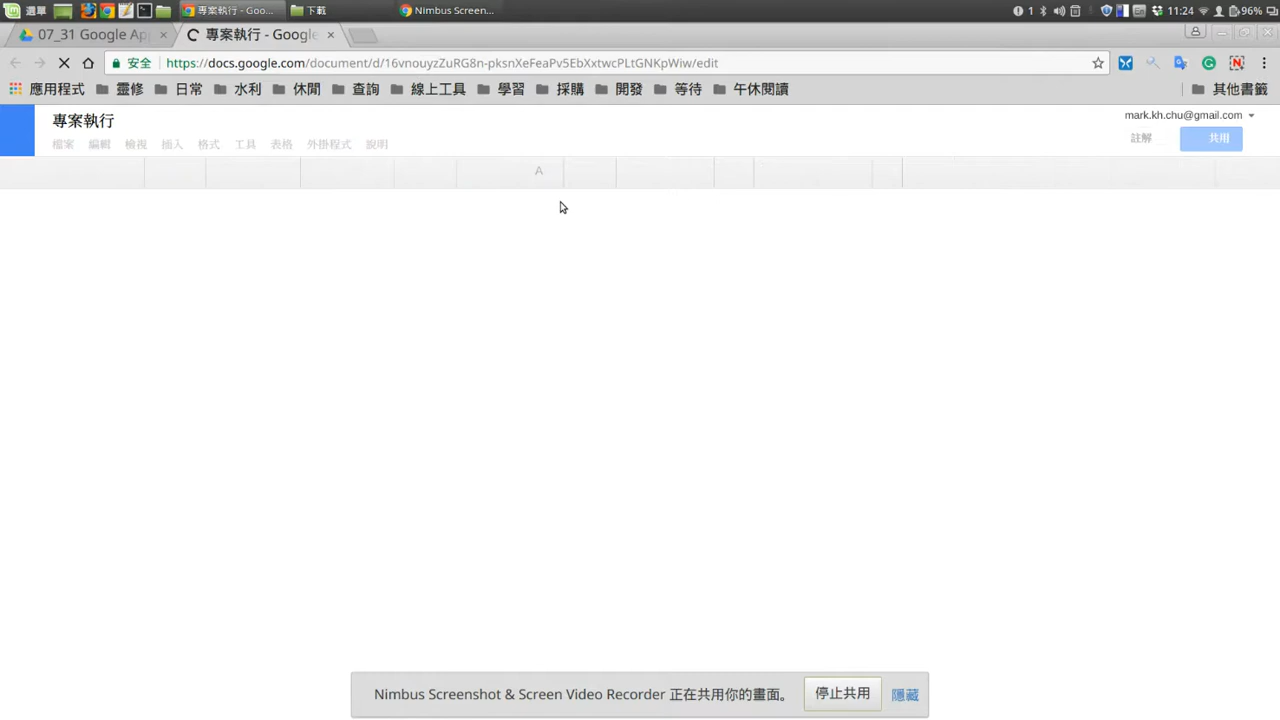 選單 專案執行 - Goo... 下載 Nimbus Screen... 1 En 11:24 96%
07_31 Google Ap 專案執行 - Google
安全 https://docs.google.com/document/d/16vnouyzZuRG8n-pksnXeFeaPv5EbXxtwcPLtGNKpWiw/edit
應用程式 靈修 日常 水利 休閒 查詢 線上工具 學習 採購 開發 等待 午休閱讀 其他書籤
專案執行 mark.kh.chu@gmail.com
檔案 編輯 檢視 插入 格式 工具 表格 外掛程式 說明 註解 共用
A
Nimbus Screenshot & Screen Video Recorder 正在共用你的畫面。 停止共用 隱藏